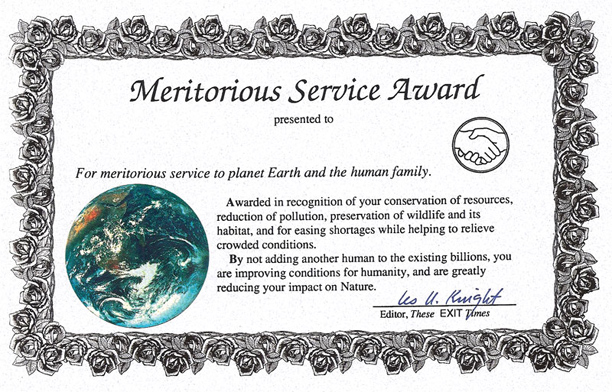 Meritorious Service Award
presented to
For meritorious service to planet Earth and the human family.
Awarded in recognition of your conservation of resources,
reduction of pollution, preservation of wildlife and its
habitat, and for easing shortages while helping to relieve
crowded conditions.
By not adding another human to the existing billions, you
are improving conditions for humanity, and are greatly
reducing your impact on Nature.
Les U. Knight
Editor, These EXIT Times